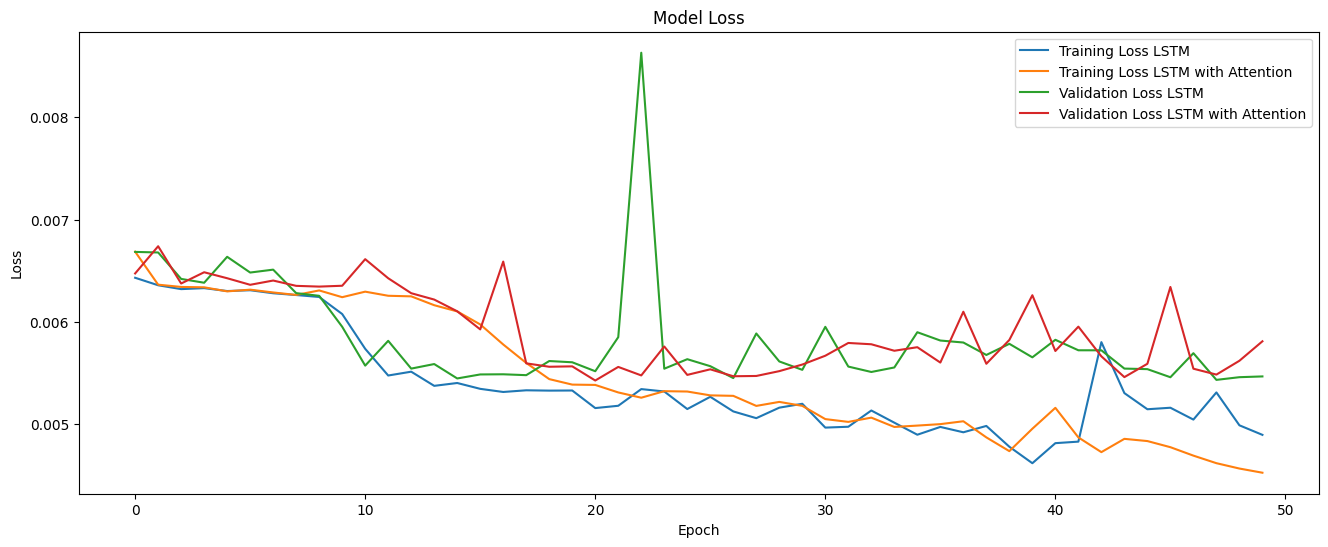 Model Loss
Training Loss LSTM
Training Loss LSTM with Attention
Validation Loss LSTM
Validation Loss LSTM with Attention
0.008
0.007
0.006
0.005
Loss
0
10
20
30
40
50
Epoch